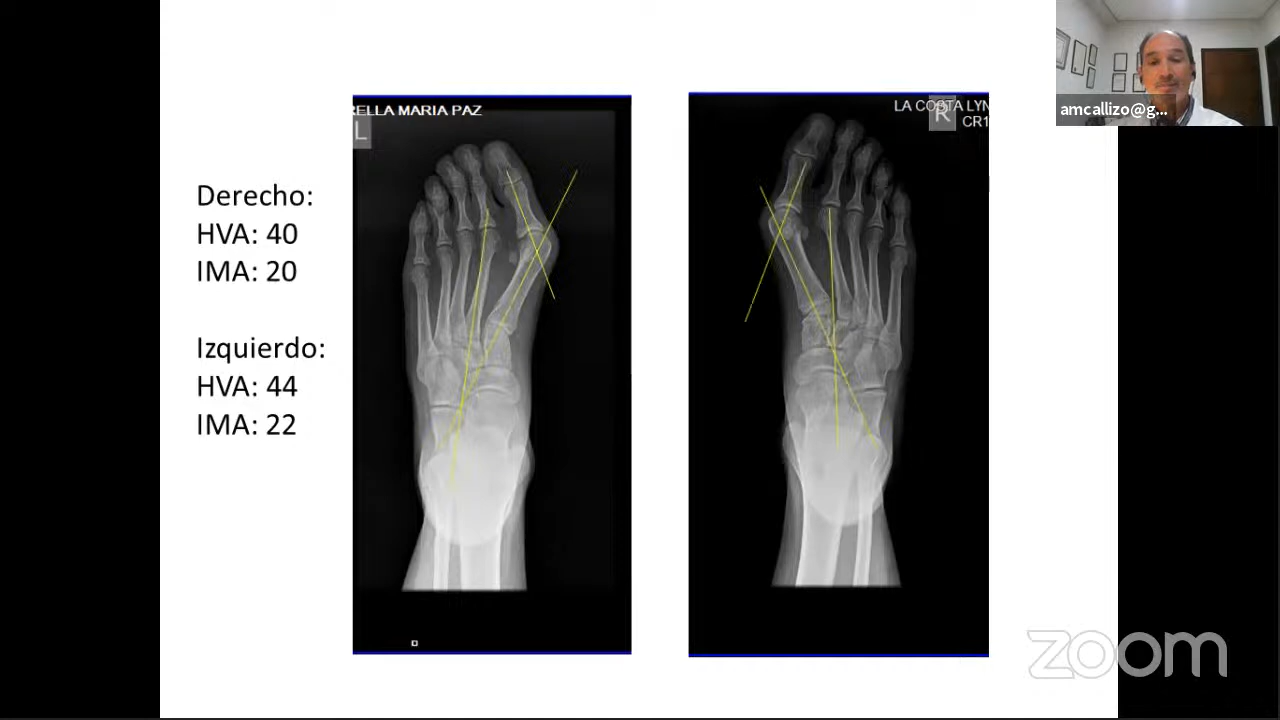 Derecho:
HVA: 40
IMA: 20
Izquierdo:
HVA: 44
IMA: 22
RELLA MARIA PAZ
L
LA COSTA LYN
R
CR1
amcallizo@g...
zoom